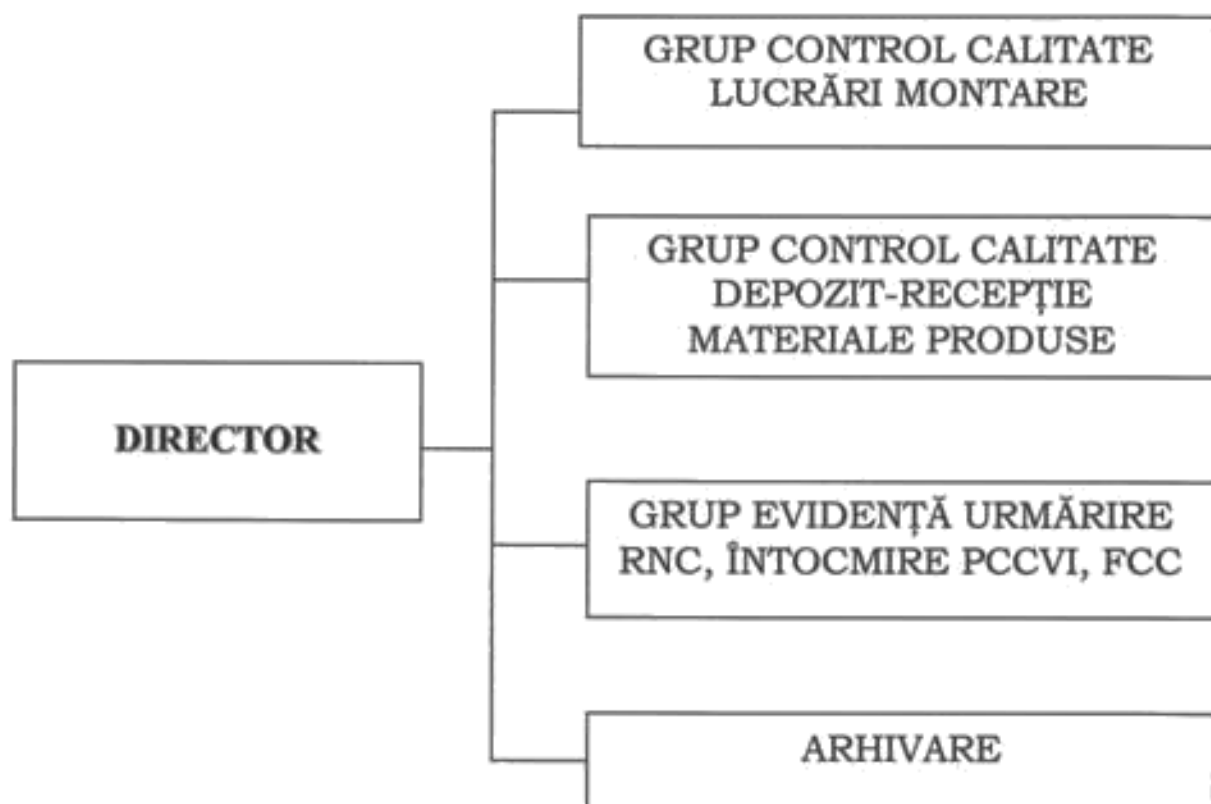 GRUP CONTROL CALITATE
LUCRĂRI MONTARE
GRUP CONTROL CALITATE
DEPOZIT-RECEPȚIE
MATERIALE PRODUSE
DIRECTOR
GRUP EVIDENȚĂ URMĂRIRE
RNC, ÎNTOCMIRE PCCVI, FCC
ARHIVARE